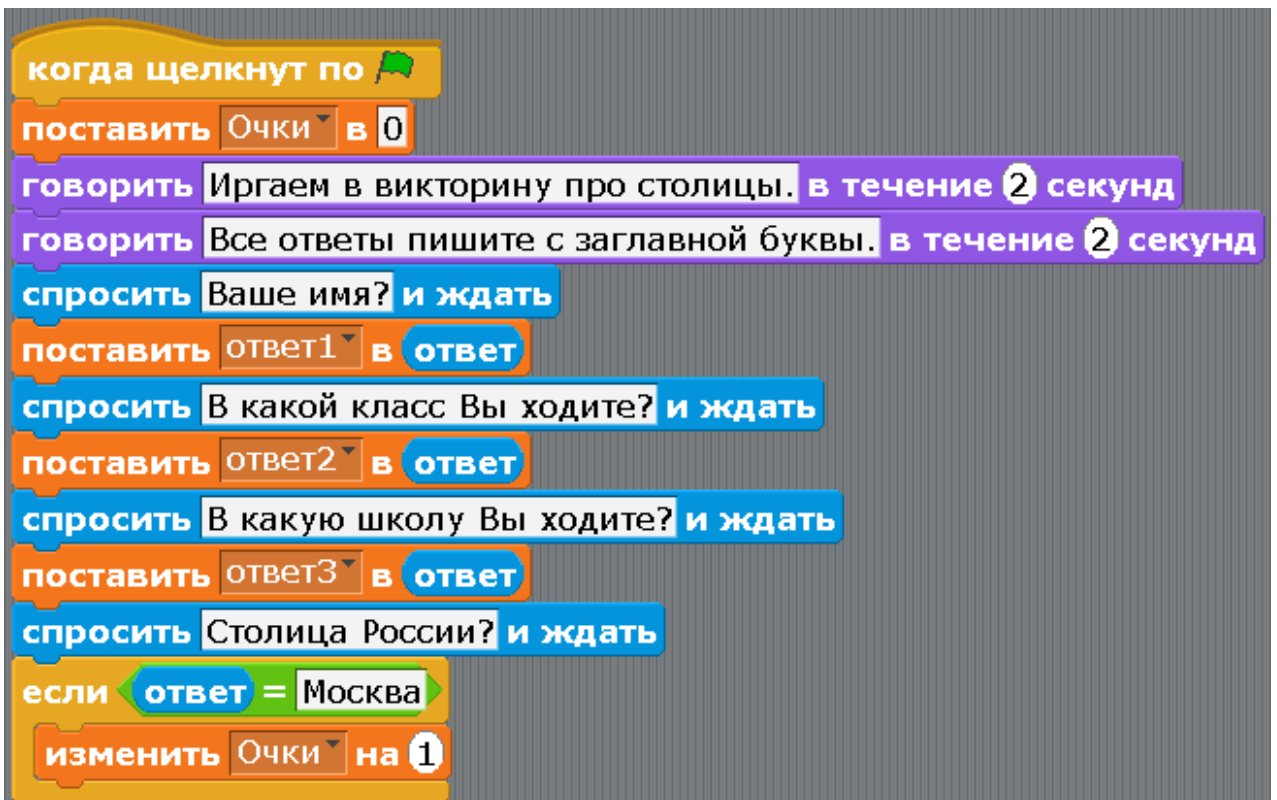 когда щелкнут по
поставить Очки в 0
говорить Иргаем в викторину про столицы. в течение 2 секунд
говорить Все ответы пишите с заглавной буквы. в течение 2 секунд
спросить Ваше имя? и ждать
поставить ответ1 в ответ
спросить В какой класс Вы ходите? и ждать
поставить ответ2 в ответ
спросить В какую школу Вы ходите? и ждать
поставить ответ3 в ответ
спросить Столица России? и ждать
если ответ = Москва
изменить Очки на 1